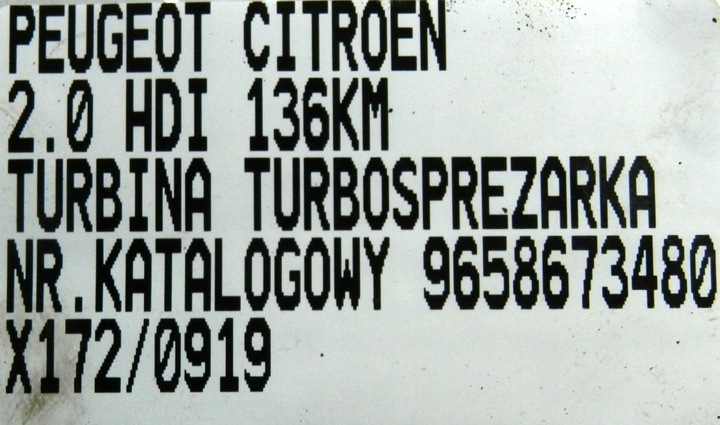 PEUGEOT CITROEN
2.0 HDI 136KM
TURBINA TURBOSPREZARKA
NR.KATALOGOWY 9658673480
X172/0919